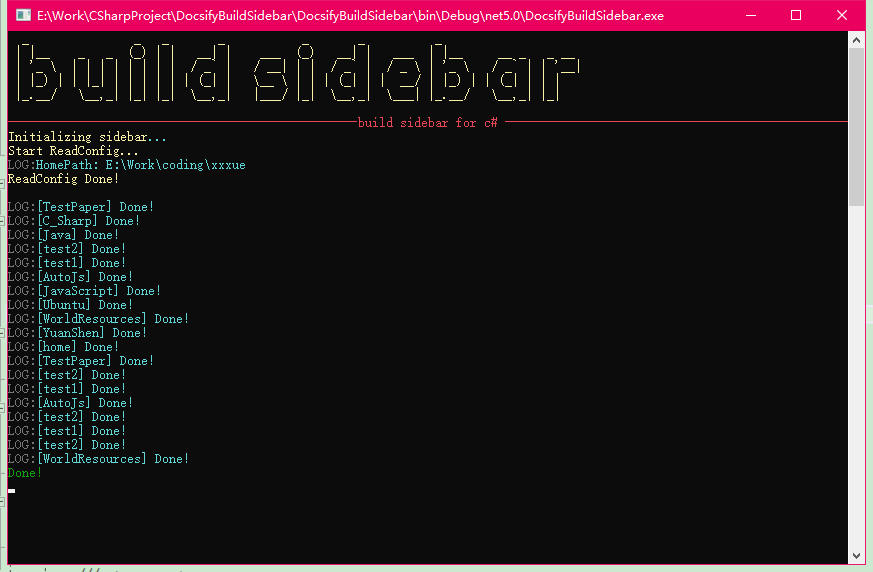 E:\Work\CSharpProject\DocsifyBuildSidebar\DocsifyBuildSidebar\bin\Debug\net5.0\DocsifyBuildSidebar.exe
build sidebar
build sidebar for c#
Initializing sidebar...
Start ReadConfig...
LOG:HomePath: E:\Work\coding\xxxue
ReadConfig Done!
LOG:[TestPaper] Done!
LOG:[C_Sharp] Done!
LOG:[Java] Done!
LOG:[test2] Done!
LOG:[test1] Done!
LOG:[AutoJs] Done!
LOG:[JavaScript] Done!
LOG:[Ubuntu] Done!
LOG:[WorldResources] Done!
LOG:[YuanShen] Done!
LOG:[home] Done!
LOG:[TestPaper] Done!
LOG:[test2] Done!
LOG:[test1] Done!
LOG:[AutoJs] Done!
LOG:[test2] Done!
LOG:[test1] Done!
LOG:[test2] Done!
LOG:[WorldResources] Done!
Done!